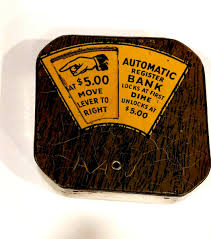 AT $5.00
MOVE
LEVER TO
RIGHT
AUTOMATIC
REGISTER
BANK
LOCKS AT FIRST
DIME
UNLOCKS AT
$5.00